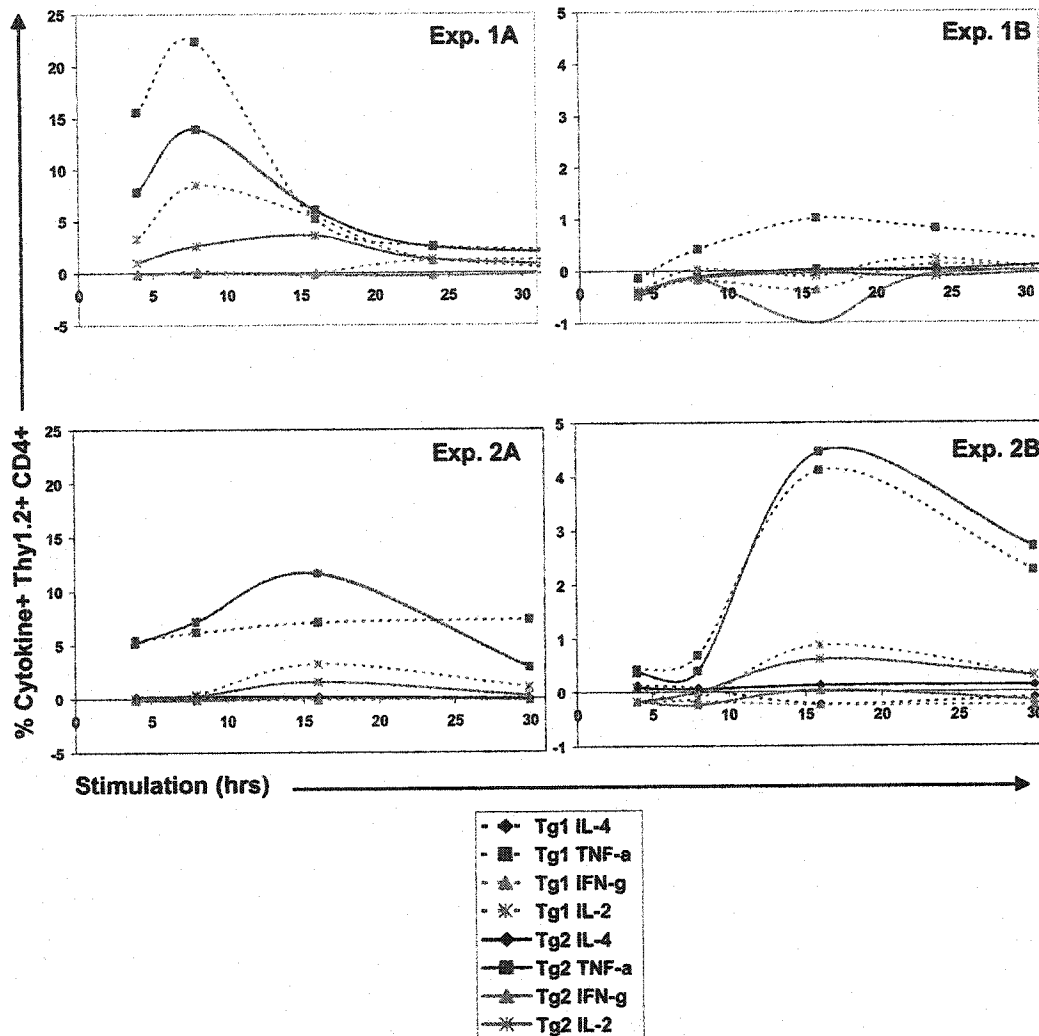 Exp. 1A
25
20
15
10
5
0
-5
0 5 10 15 20 25 30
Exp. 1B
5
4
3
2
1
0
-1
0 5 10 15 20 25 30
Exp. 2A
25
20
15
10
5
0
-5
0 5 10 15 20 25 30
Exp. 2B
5
4
3
2
1
0
-1
0 5 10 15 20 25 30
% Cytokine+ Thy1.2+ CD4+
Stimulation (hrs)
Tg1 IL-4
Tg1 TNF-a
Tg1 IFN-g
Tg1 IL-2
Tg2 IL-4
Tg2 TNF-a
Tg2 IFN-g
Tg2 IL-2